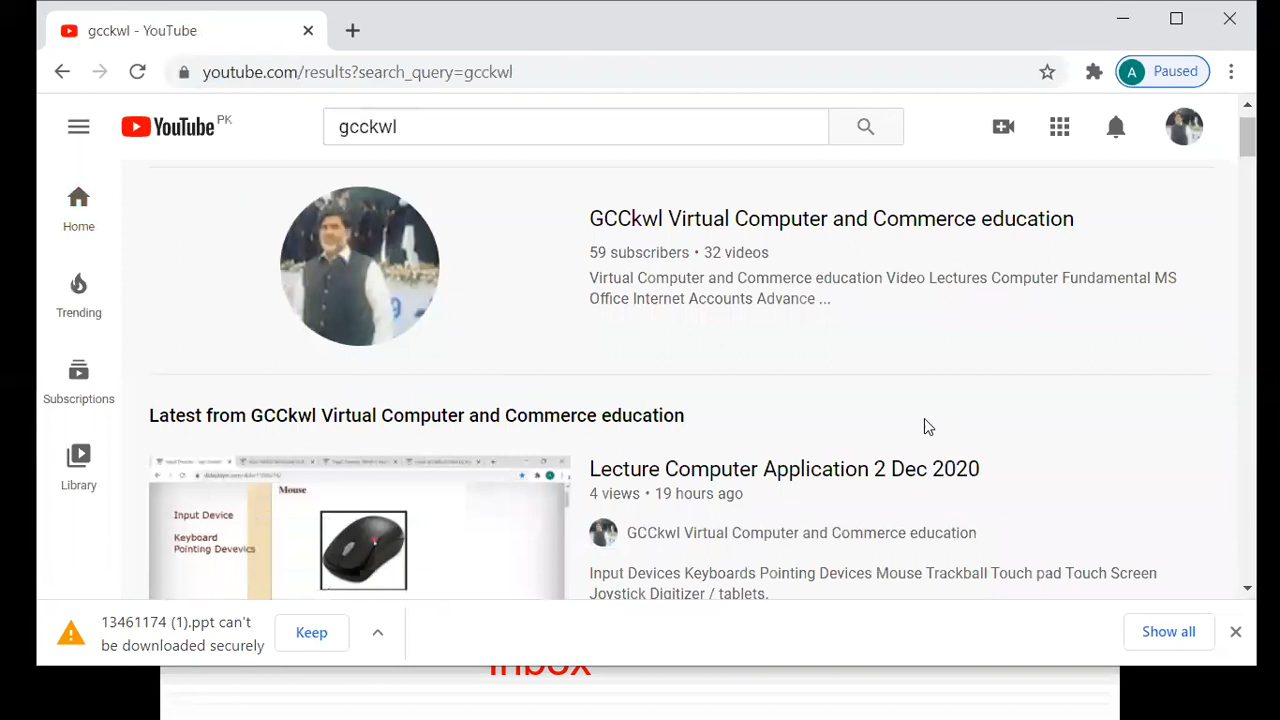 gcckwl - YouTube
youtube.com/results?search_query=gcckwl
A Paused
YouTube PK
gcckwl
Home
Trending
Subscriptions
Library
GCCkwl Virtual Computer and Commerce education
59 subscribers • 32 videos
Virtual Computer and Commerce education Video Lectures Computer Fundamental MS
Office Internet Accounts Advance ...
Latest from GCCkwl Virtual Computer and Commerce education
Mouse
Input Device
Keyboard
Pointing Devevics
Lecture Computer Application 2 Dec 2020
4 views • 19 hours ago
GCCkwl Virtual Computer and Commerce education
Input Devices Keyboards Pointing Devices Mouse Trackball Touch pad Touch Screen
Joystick Digitizer / tablets.
13461174 (1).ppt can't
be downloaded securely
Keep
Show all
Inbox